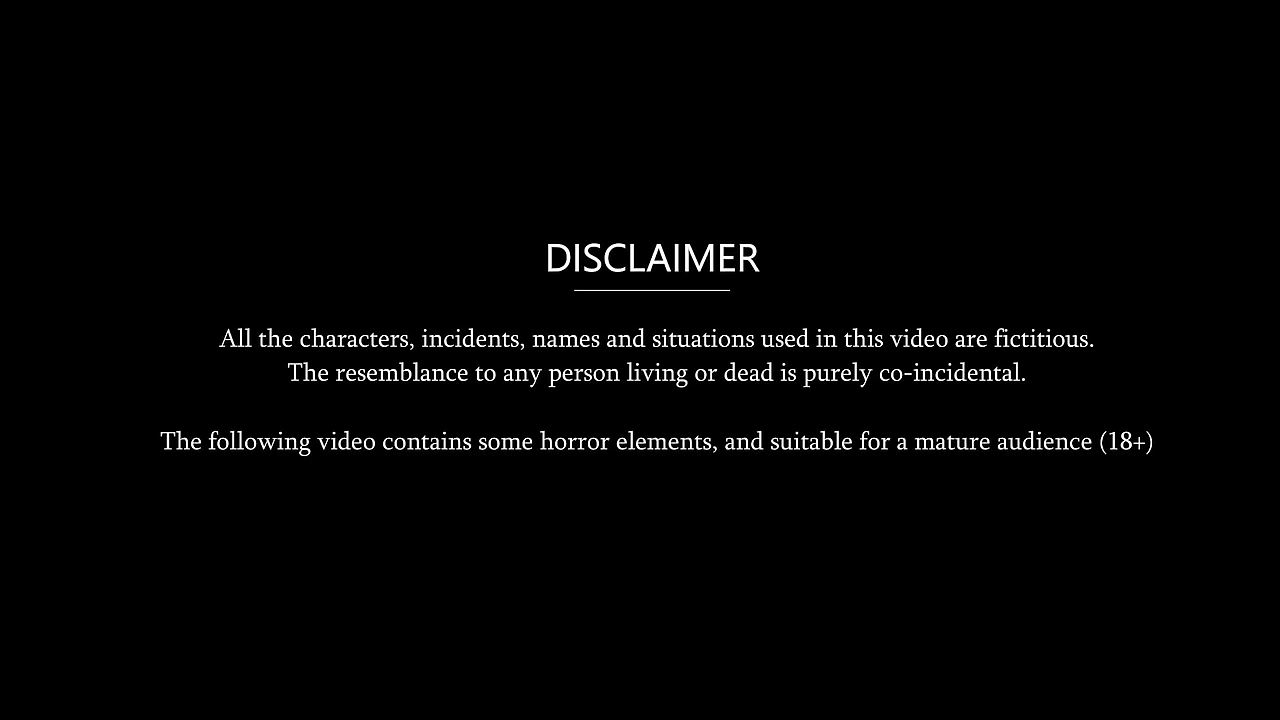 DISCLAIMER
All the characters, incidents, names and situations used in this video are fictitious.
The resemblance to any person living or dead is purely co-incidental.
The following video contains some horror elements, and suitable for a mature audience (18+)